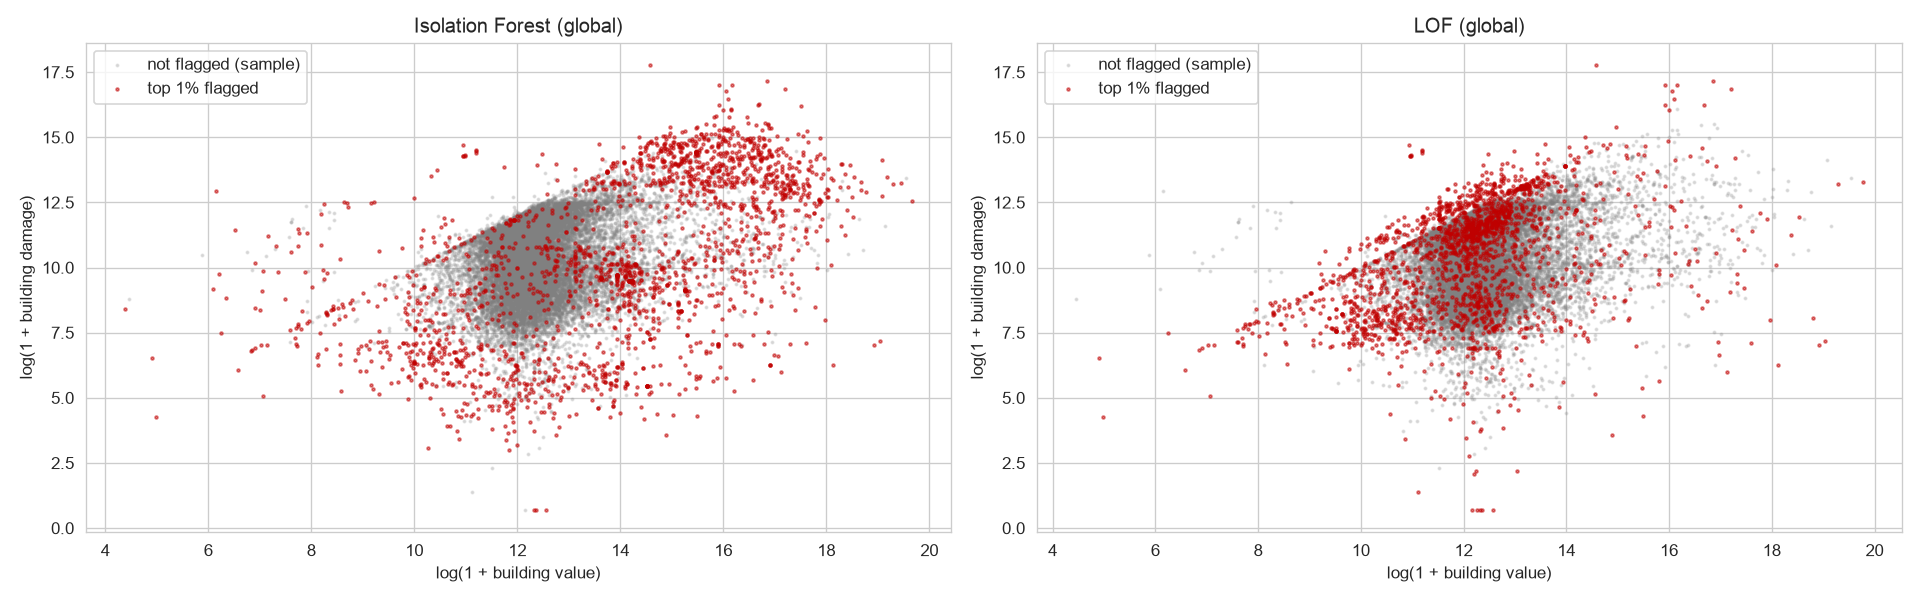 Isolation Forest (global)
not flagged (sample)
top 1% flagged
17.5
15.0
12.5
10.0
7.5
5.0
2.5
0.0
log(1 + building damage)
4 6 8 10 12 14 16 18 20
log(1 + building value)
LOF (global)
not flagged (sample)
top 1% flagged
17.5
15.0
12.5
10.0
7.5
5.0
2.5
0.0
log(1 + building damage)
4 6 8 10 12 14 16 18 20
log(1 + building value)